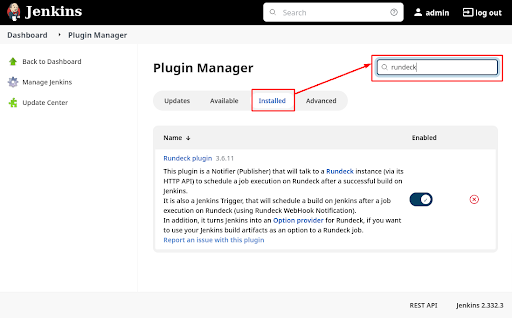 Jenkins
Search
admin
log out
Dashboard
Plugin Manager
Back to Dashboard
Manage Jenkins
Update Center
Plugin Manager
rundeck
Updates
Available
Installed
Advanced
Name ↓
Enabled
Rundeck plugin 3.6.11
This plugin is a Notifier (Publisher) that will talk to a Rundeck instance (via its
HTTP API) to schedule a job execution on Rundeck after a successful build on
Jenkins.
It is also a Jenkins Trigger, that will schedule a build on Jenkins after a job
execution on Rundeck (using Rundeck WebHook Notification).
In addition, it turns Jenkins into an Option provider for Rundeck, if you want
to use your Jenkins build artifacts as an option to a Rundeck job.
Report an issue with this plugin
REST API
Jenkins 2.332.3